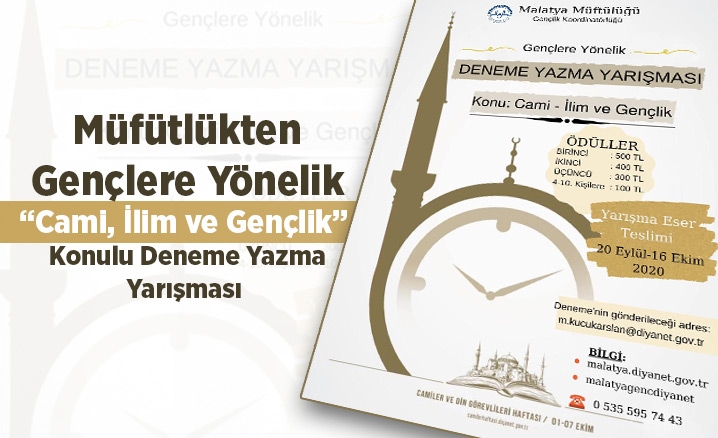 Müfütlükten
Gençlere Yönelik
“Cami, İlim ve Gençlik”
Konulu Deneme Yazma
Yarışması
Malatya Müftülüğü
Gençlik Koordinatörlüğü
Gençlere Yönelik
DENEME YAZMA YARIŞMASI
Konu: Cami - İlim ve Gençlik
ÖDÜLLER
BİRİNCİ : 500 TL
İKİNCİ : 400 TL
ÜÇÜNCÜ : 300 TL
4-10. Kişilere : 100 TL
Yarışma Eser
Teslimi
20 Eylül-16 Ekim
2020
Deneme'nin gönderileceği adres:
m.kucukarslan@diyanet.gov.tr
BİLGİ:
malatya.diyanet.gov.tr
malatyagencdiyanet
0 535 595 74 43
CAMİLER VE DİN GÖREVLİLERİ HAFTASI / 01-07 EKİM
camilerhaftasi.diyanet.gov.tr
Gençlere Yönelik
DENEME YAZMA YARIŞMASI